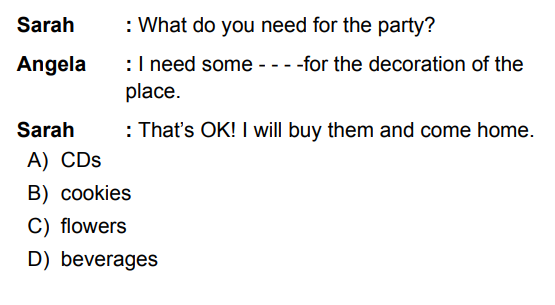 Sarah : What do you need for the party?
Angela : I need some - - - -for the decoration of the
place.
Sarah : That’s OK! I will buy them and come home.
A) CDs
B) cookies
C) flowers
D) beverages